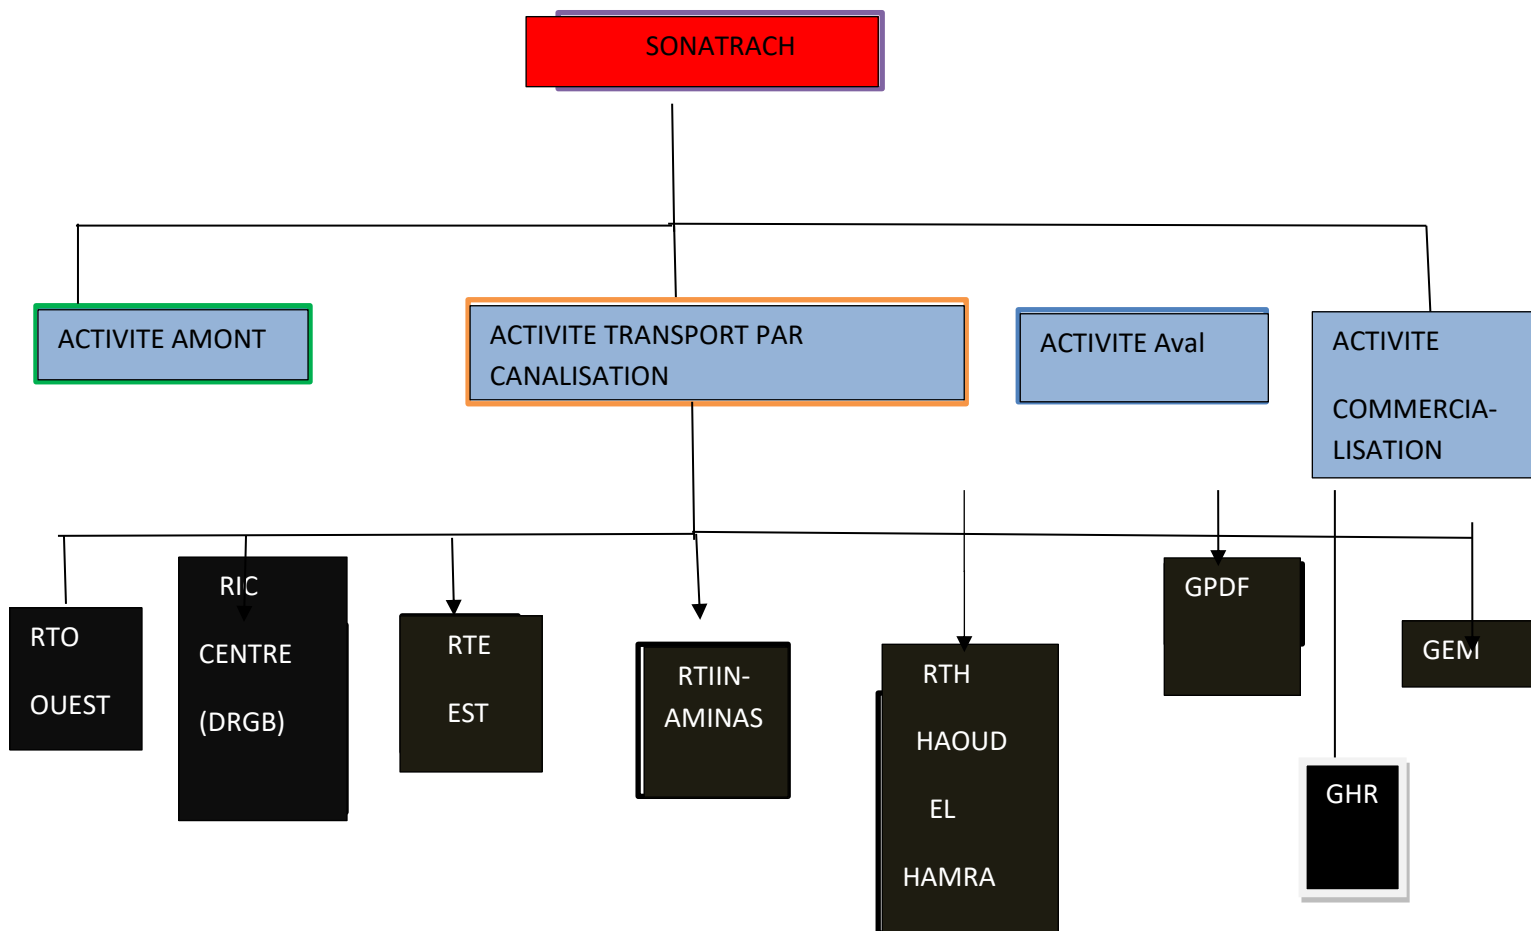 SONATRACH
ACTIVITE AMONT
ACTIVITE TRANSPORT PAR
CANALISATION
ACTIVITE Aval
ACTIVITE
COMMERCIA-
LISATION
RTO
OUEST
RIC
CENTRE
(DRGB)
RTE
EST
RTIIN-
AMINAS
RTH
HAOUD
EL
HAMRA
GPDF
GHR
GEM